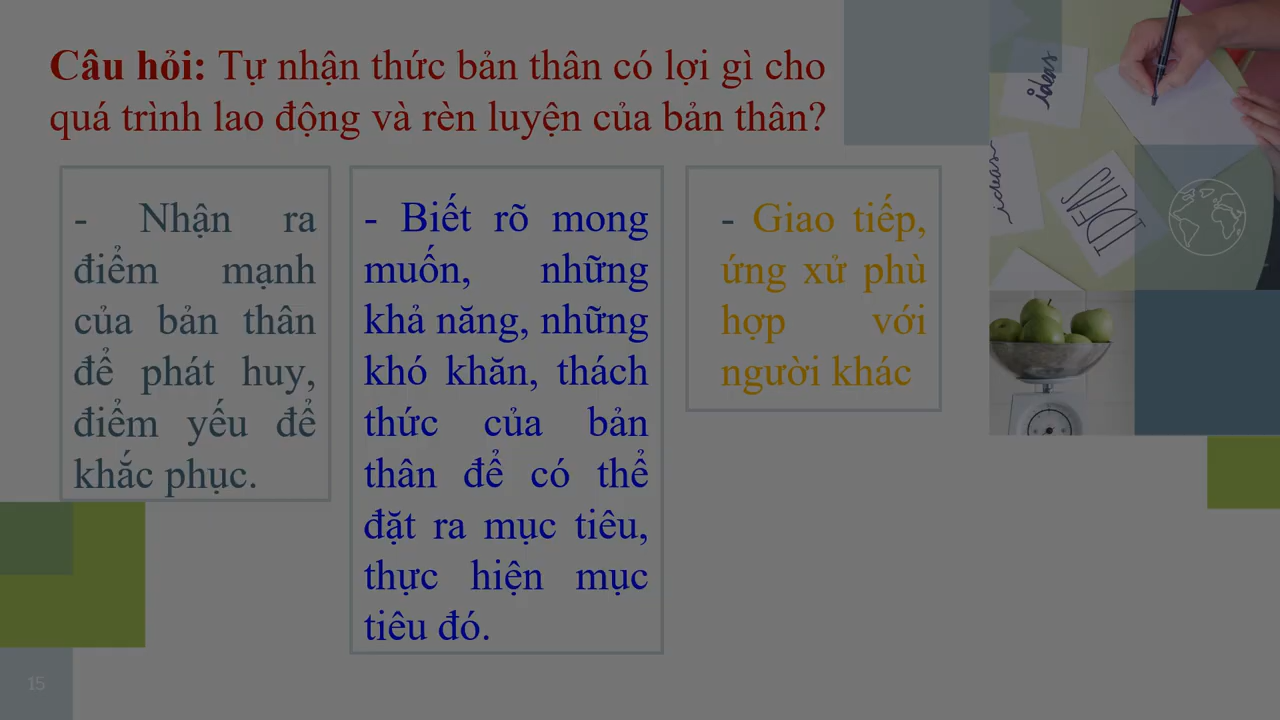 Câu hỏi: Tự nhận thức bản thân có lợi gì cho
quá trình lao động và rèn luyện của bản thân?
- Nhận ra
điểm mạnh
của bản thân
để phát huy,
điểm yếu để
khắc phục.
- Biết rõ mong
muốn, những
khả năng, những
khó khăn, thách
thức của bản
thân để có thể
đặt ra mục tiêu,
thực hiện mục
tiêu đó.
- Giao tiếp,
ứng xử phù
hợp với
người khác
ideas
ideas
IDEAS
15